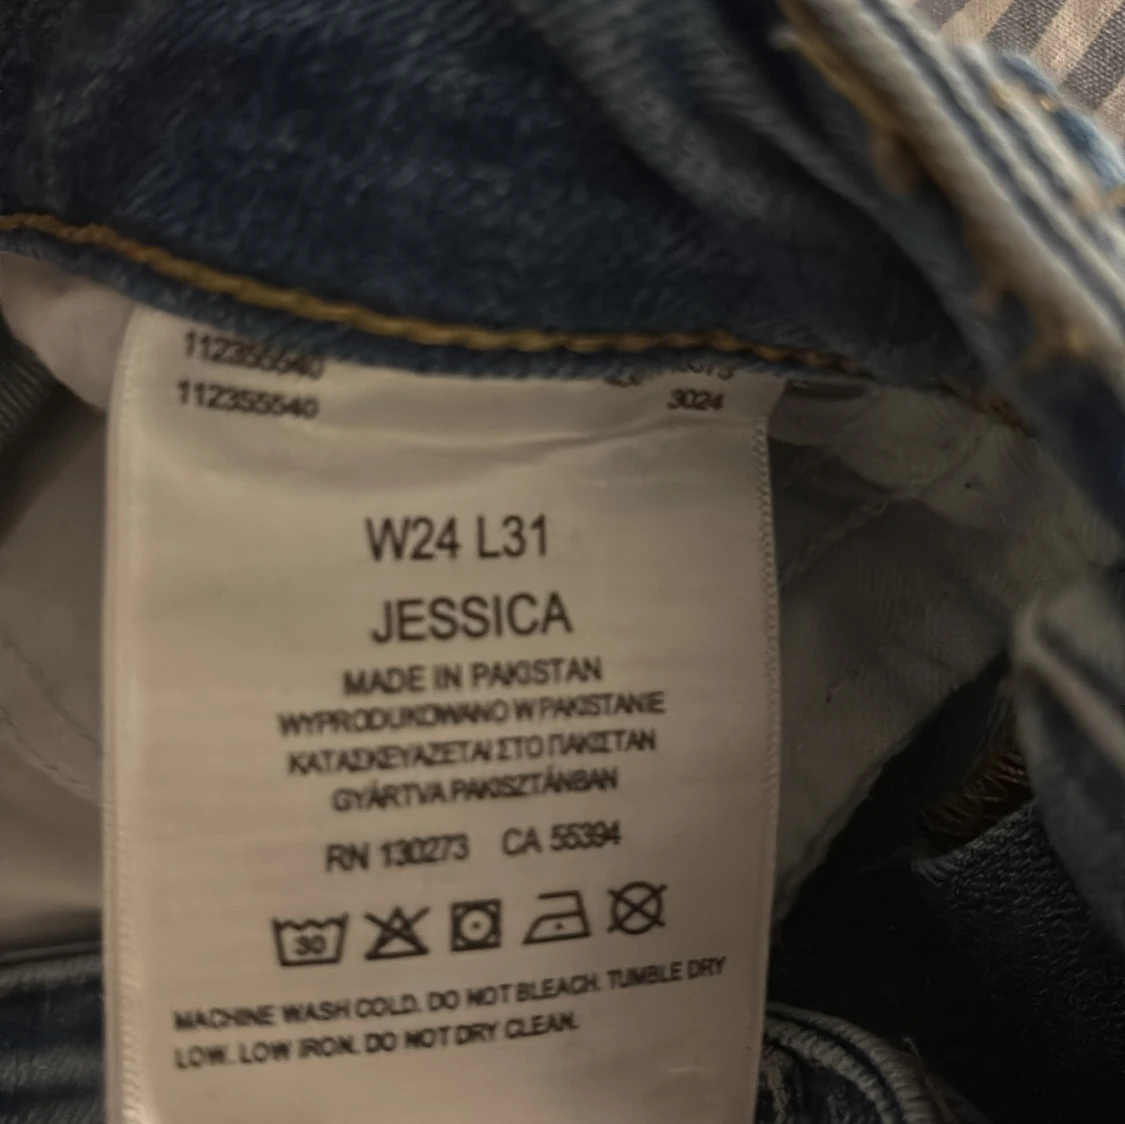 112355540
112355540 3024
W24 L31
JESSICA
MADE IN PAKISTAN
WYPRODUKOWANO W PAKISTANIE
ΚΑΤΑΣΚΕΥΑΖΕΤΑΙ ΣΤΟ ΠΑΚΙΣΤΑΝ
GYÁRTVA PAKISZTÁNBAN
RN 130273 CA 55394
30
MACHINE WASH COLD. DO NOT BLEACH. TUMBLE DRY
LOW. LOW IRON. DO NOT DRY CLEAN.